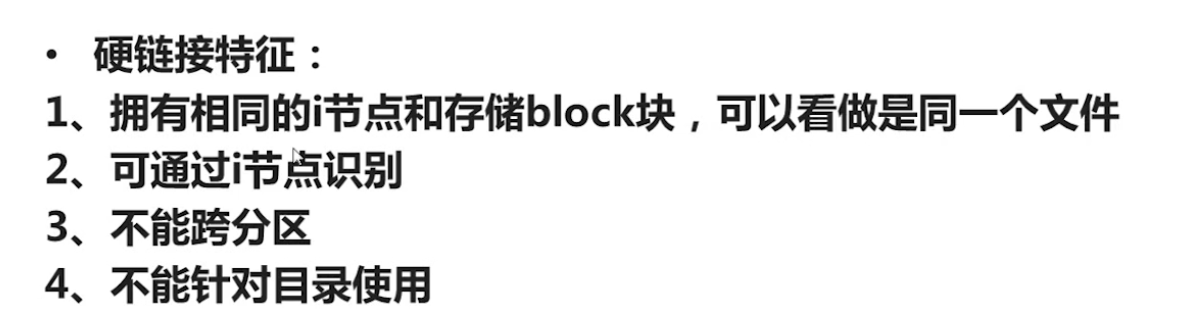 • 硬链接特征：
1、拥有相同的i节点和存储block块，可以看做是同一个文件
2、可通过i节点识别
3、不能跨分区
4、不能针对目录使用